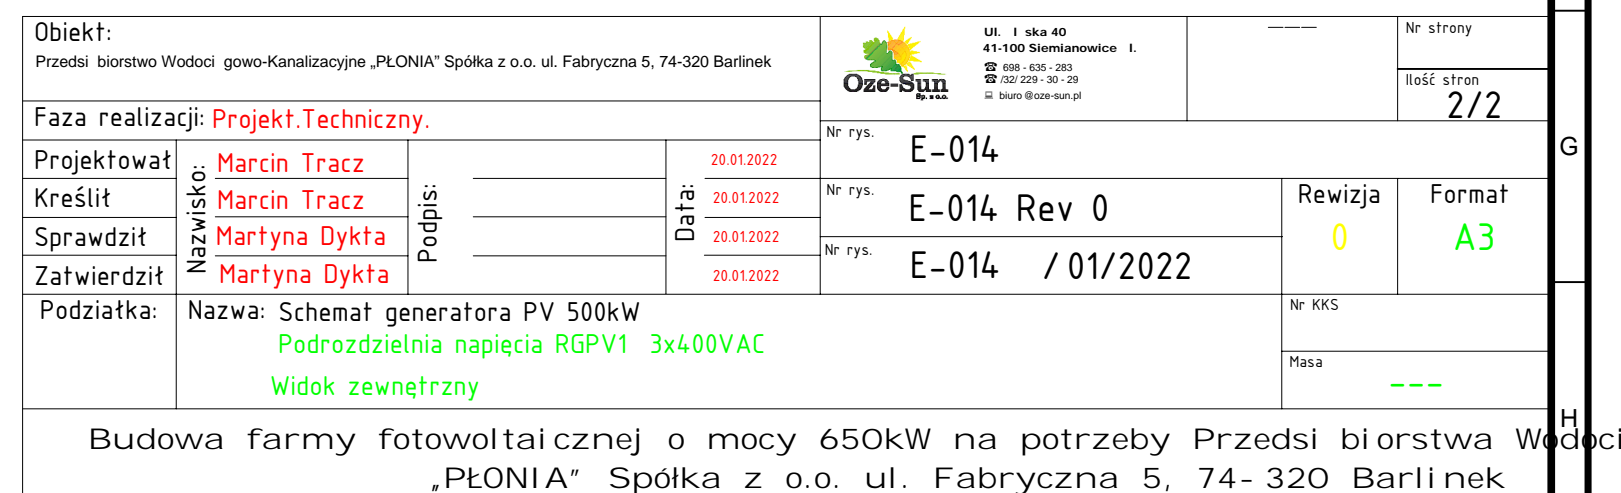 Obiekt:
Przedsi biorstwo Wodoci gowo-Kanalizacyjne „PŁONIA” Spółka z o.o. ul. Fabryczna 5, 74-320 Barlinek
Oze-Sun
Sp. z o.o.
Ul. I ska 40
41-100 Siemianowice I.
☎ 698 - 635 - 283
☎ /32/ 229 - 30 - 29
biuro @oze-sun.pl
———
Nr strony
Ilość stron
2/2
Faza realizacji: Projekt.Techniczny.
Nr rys. E-014
Projektował Marcin Tracz 20.01.2022
Kreślił Marcin Tracz 20.01.2022
Sprawdził Martyna Dykta 20.01.2022
Zatwierdził Martyna Dykta 20.01.2022
Nazwisko:
Podpis:
Data:
Nr rys. E-014 Rev 0
Nr rys. E-014 /01/2022
Rewizja
0
Format
A3
Podziałka:
Nazwa: Schemat generatora PV 500kW
Podrozdzielnia napięcia RGPV1 3x400VAC
Widok zewnętrzny
Nr KKS
Masa
---
G
H
Budowa farmy fotowoltaicznej o mocy 650kW na potrzeby Przedsi biorstwa Wodoci
„PŁONIA” Spółka z o.o. ul. Fabryczna 5, 74-320 Barlinek